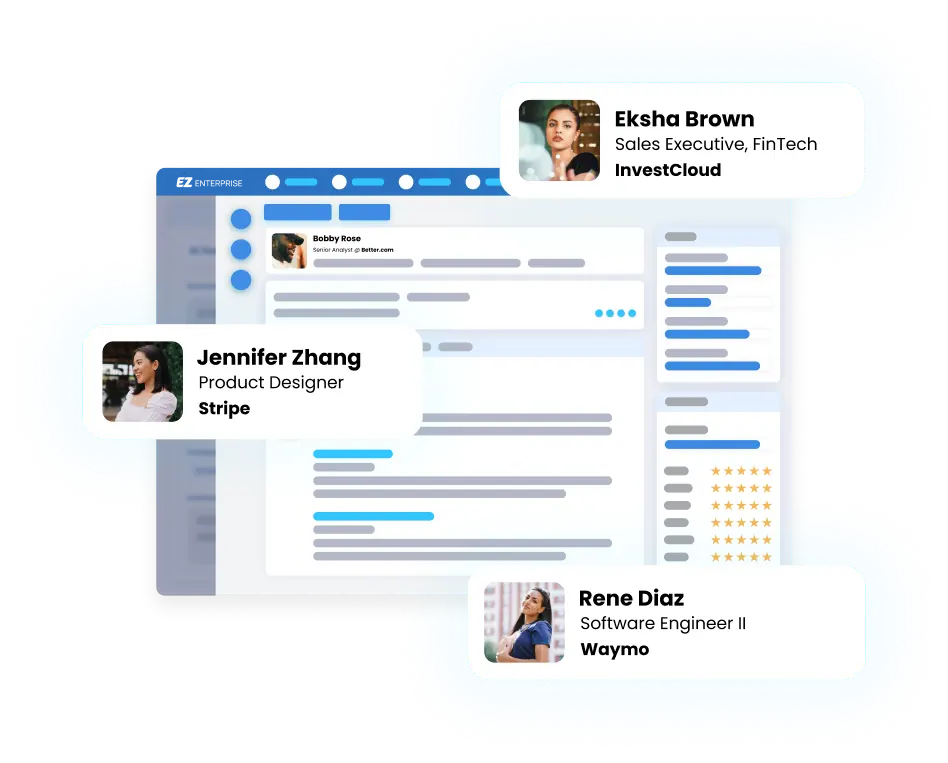 Eksha Brown
Sales Executive, FinTech
InvestCloud
EZ ENTERPRISE
Bobby Rose
Senior Analyst @ Better.com
Jennifer Zhang
Product Designer
Stripe
Rene Diaz
Software Engineer II
Waymo